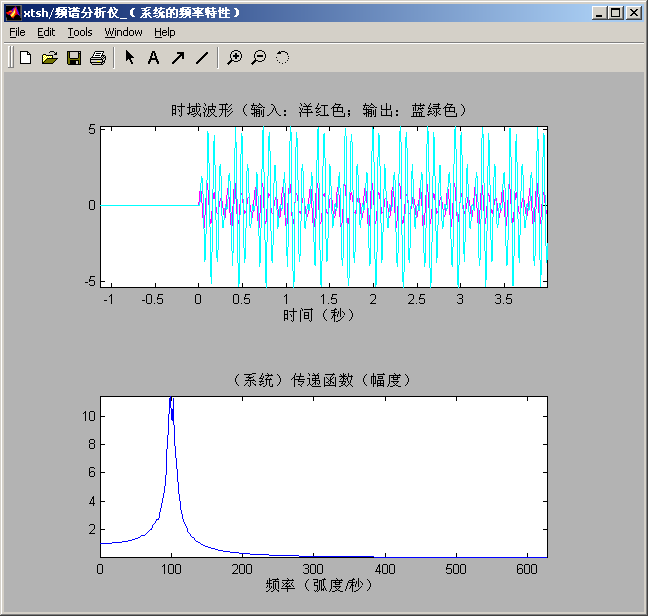 xtsh/频谱分析仪_(系统的频率特性)
File Edit Tools Window Help
A
时域波形（输入：洋红色；输出：蓝绿色）
5
0
-5
-1 -0.5 0 0.5 1 1.5 2 2.5 3 3.5
时间（秒）
（系统）传递函数（幅度）
10
8
6
4
2
0 100 200 300 400 500 600
频率（弧度/秒）